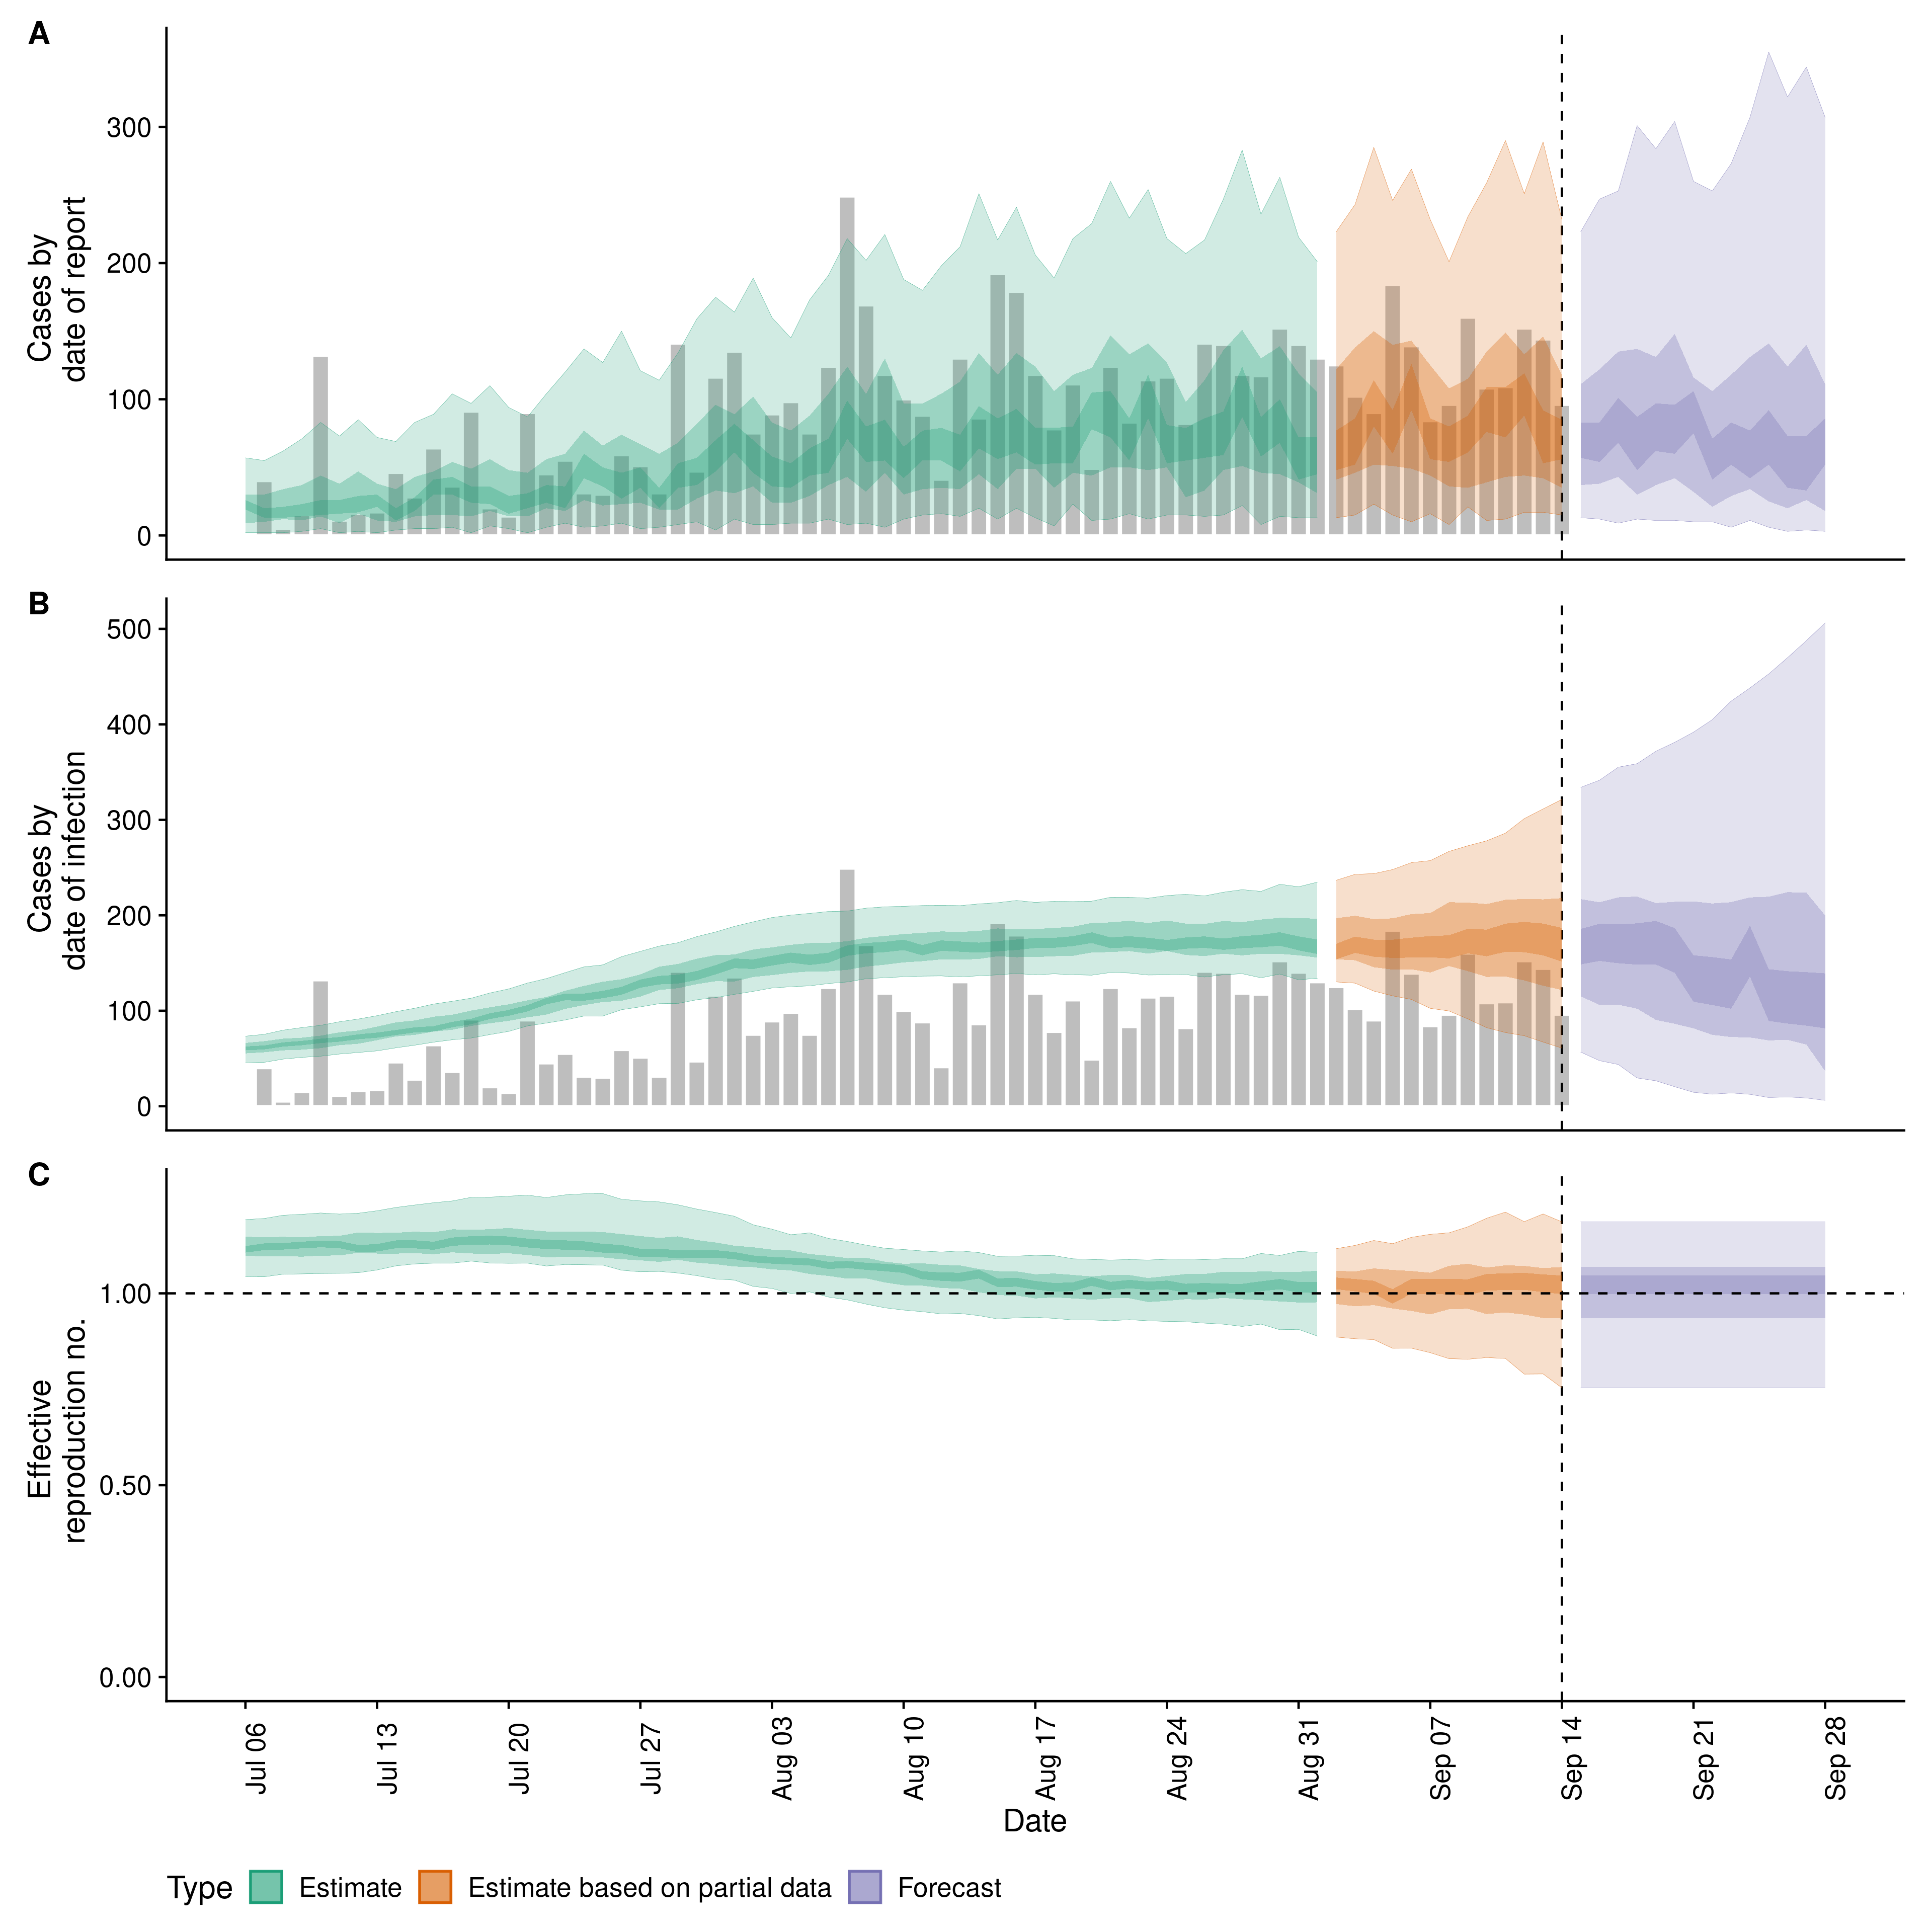 A
Cases by
date of report
300
200
100
0
B
Cases by
date of infection
500
400
300
200
100
0
C
Effective
reproduction no.
1.00
0.50
0.00
Jul 06
Jul 13
Jul 20
Jul 27
Aug 03
Aug 10
Aug 17
Aug 24
Aug 31
Sep 07
Sep 14
Sep 21
Sep 28
Date
Type Estimate Estimate based on partial data Forecast